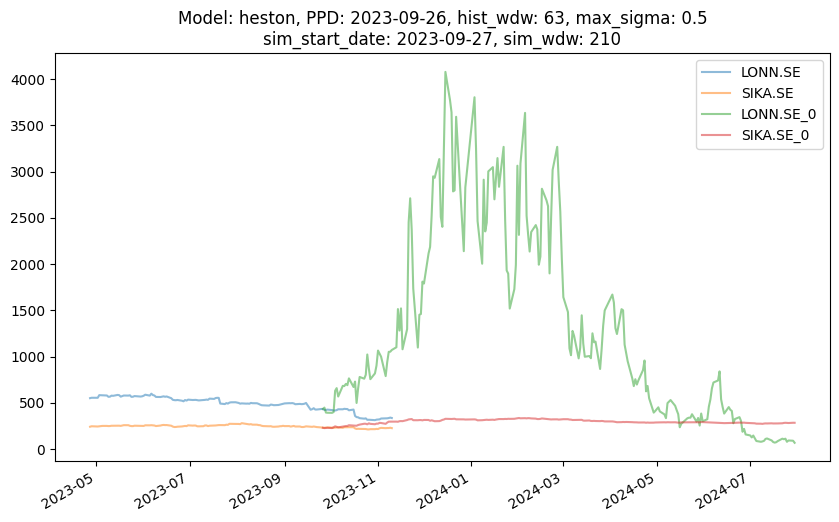 Model: heston, PPD: 2023-09-26, hist_wdw: 63, max_sigma: 0.5
sim_start_date: 2023-09-27, sim_wdw: 210
LONN.SE
SIKA.SE
LONN.SE_0
SIKA.SE_0
4000
3500
3000
2500
2000
1500
1000
500
0
2023-05
2023-07
2023-09
2023-11
2024-01
2024-03
2024-05
2024-07